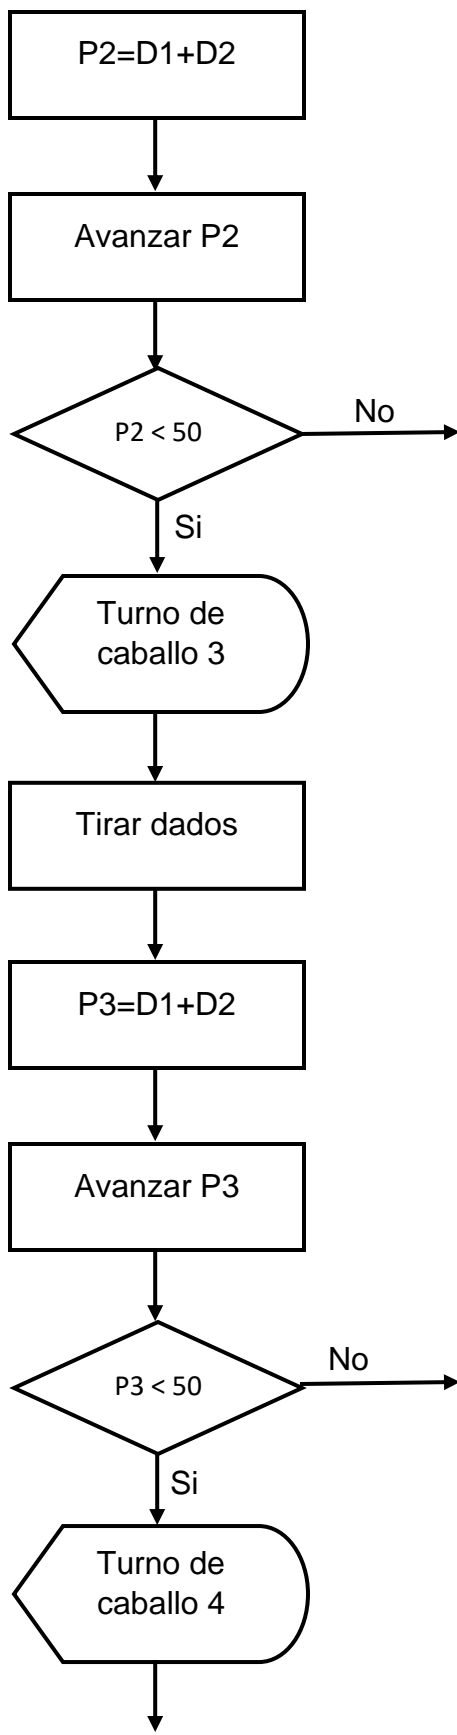 P2=D1+D2
Avanzar P2
P2 < 50
No
Si
Turno de
caballo 3
Tirar dados
P3=D1+D2
Avanzar P3
P3 < 50
No
Si
Turno de
caballo 4